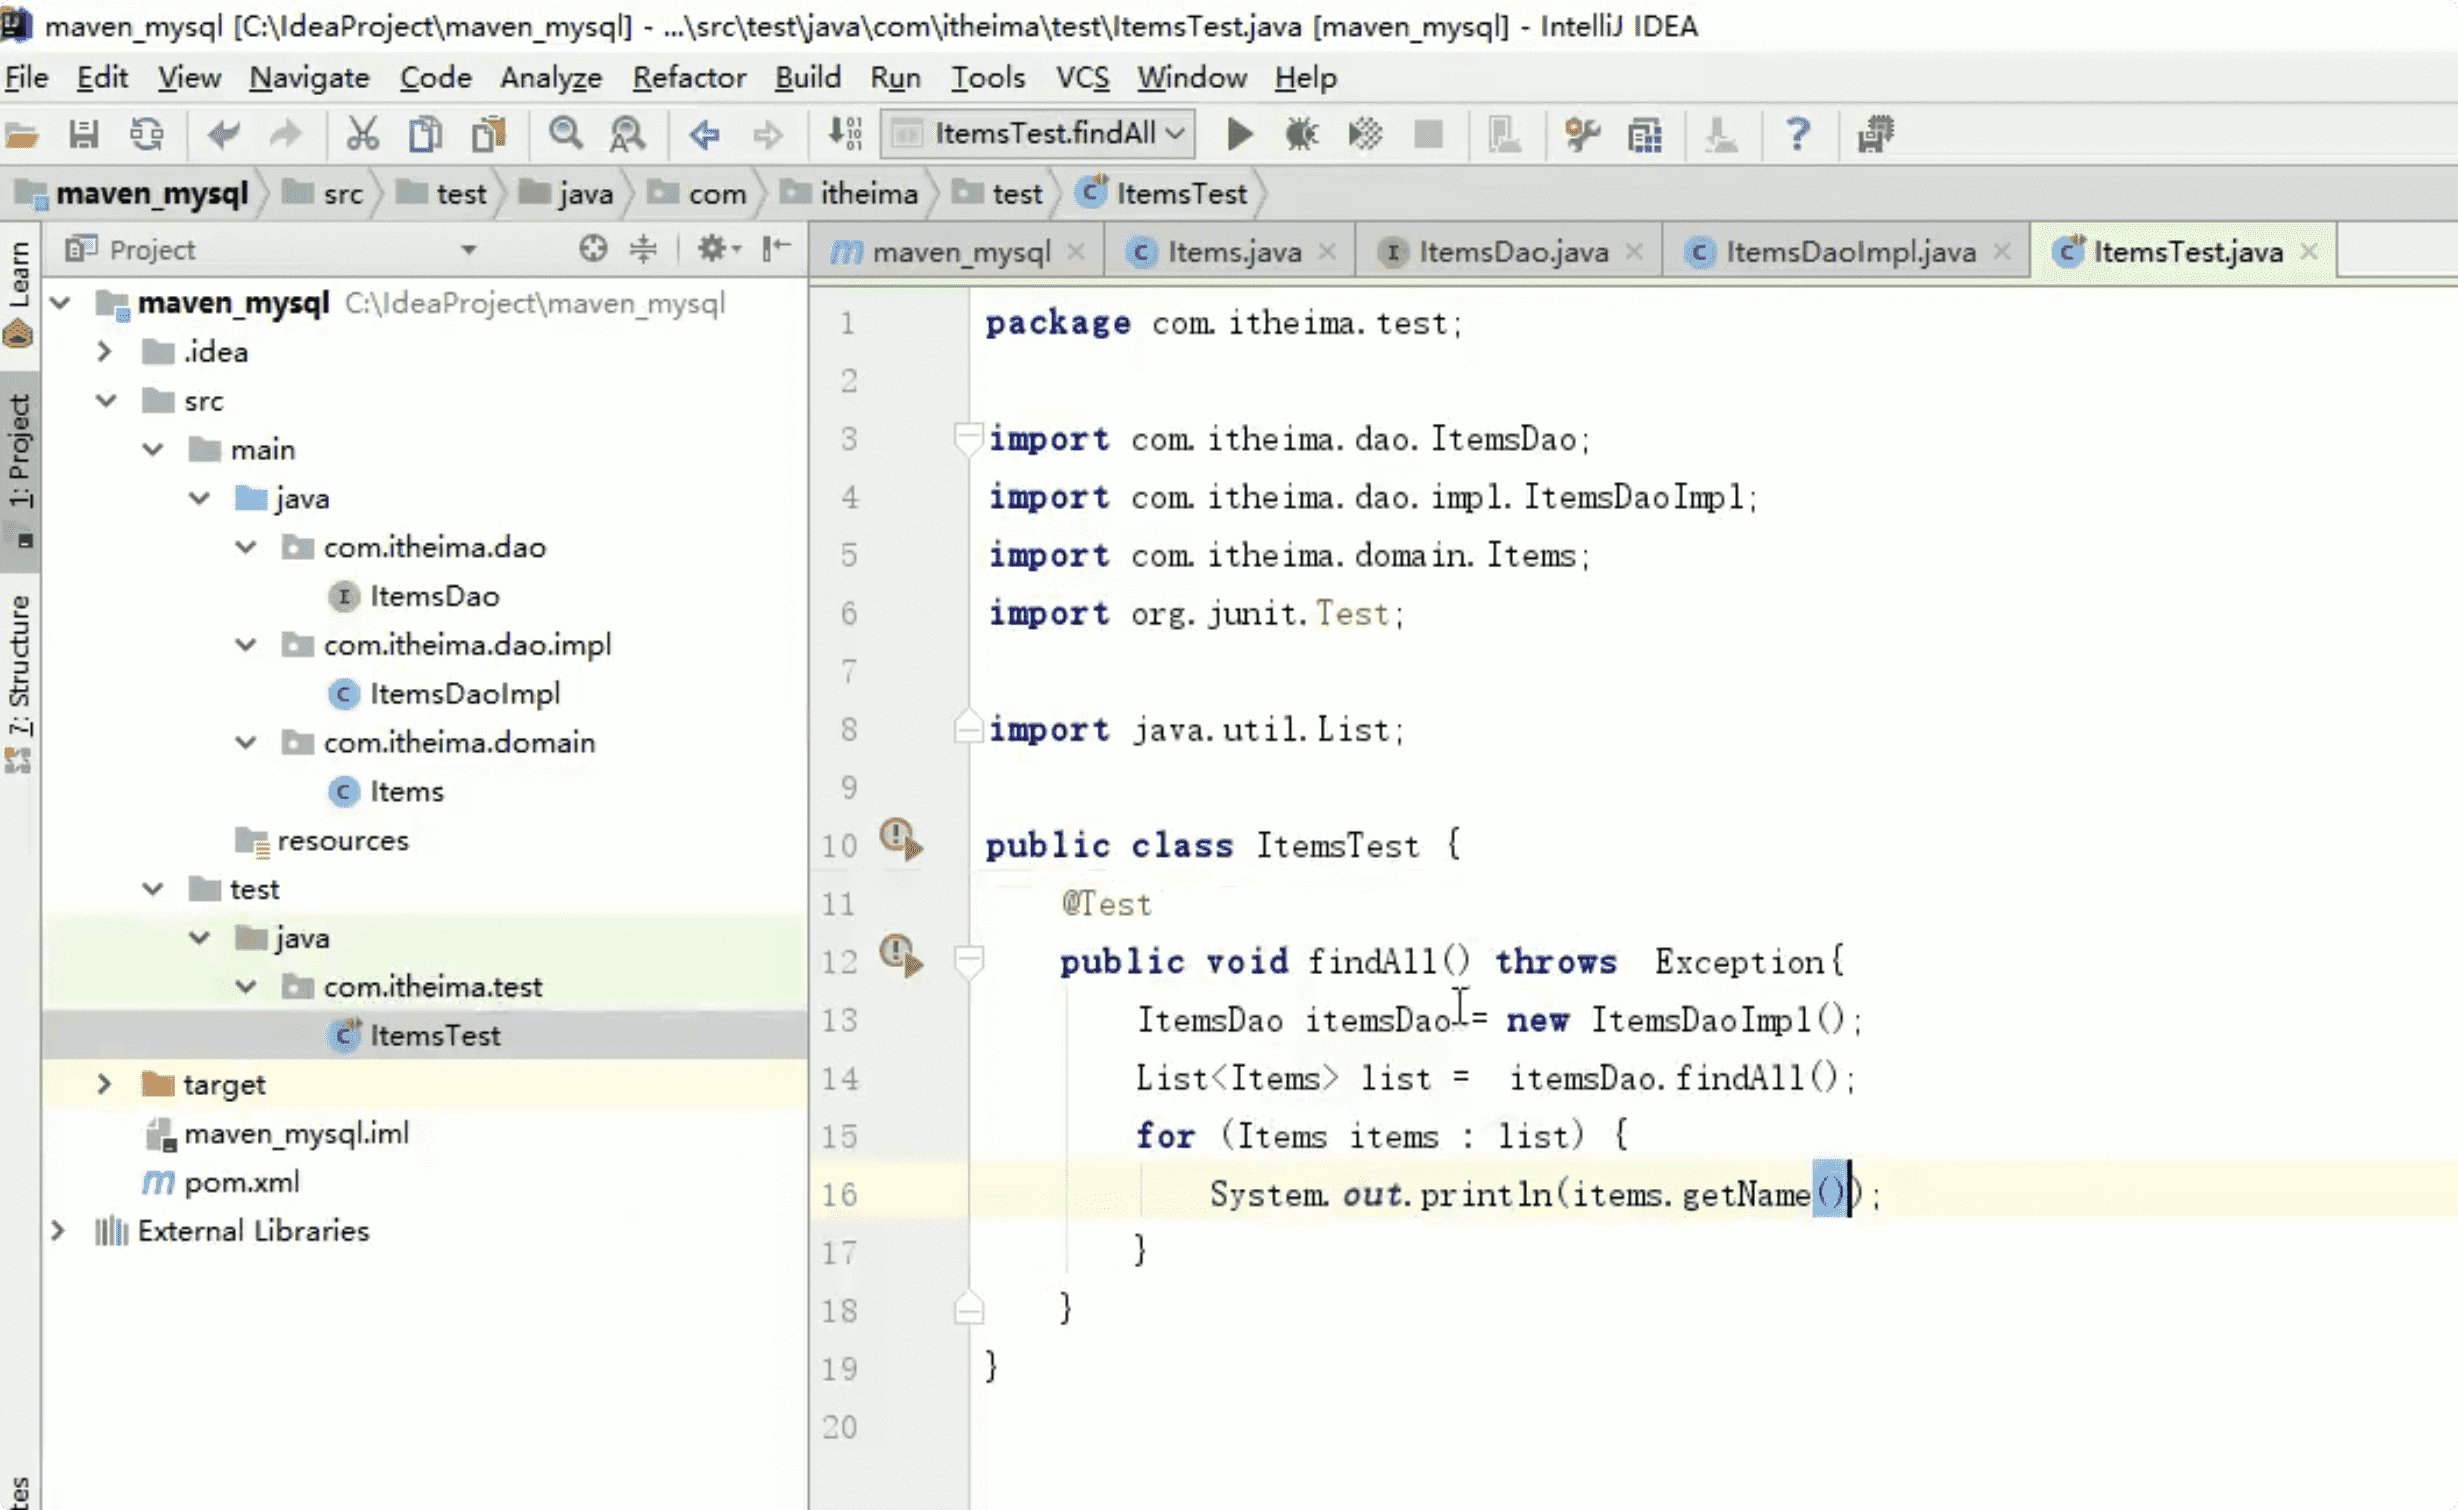 maven_mysql [C:\IdeaProject\maven_mysql] - ...\src\test\java\com\itheima\test\ItemsTest.java [maven_mysql] - IntelliJ IDEA
File Edit View Navigate Code Analyze Refactor Build Run Tools VCS Window Help
ItemsTest.findAll
maven_mysql src test java com itheima test ItemsTest
Learn
1: Project
7: Structure
Project
maven_mysql C:\IdeaProject\maven_mysql
.idea
src
main
java
com.itheima.dao
ItemsDao
com.itheima.dao.impl
ItemsDaoImpl
com.itheima.domain
Items
resources
test
java
com.itheima.test
ItemsTest
target
maven_mysql.iml
pom.xml
External Libraries
maven_mysql Items.java ItemsDao.java ItemsDaoImpl.java ItemsTest.java
1 package com.itheima.test;
2
3 import com.itheima.dao.ItemsDao;
4 import com.itheima.dao.impl.ItemsDaoImpl;
5 import com.itheima.domain.Items;
6 import org.junit.Test;
7
8 import java.util.List;
9
10 public class ItemsTest {
11 @Test
12 public void findAll() throws Exception{
13 ItemsDao itemsDao = new ItemsDaoImpl();
14 List<Items> list = itemsDao.findAll();
15 for (Items items : list) {
16 System.out.println(items.getName());
17 }
18 }
19 }
20